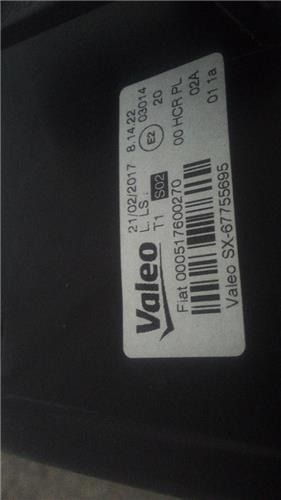 Valeo
21/02/2017 8.14.22
L. LS. 03014
T1 S02 E2 20
00 HCR PL
02A
01 1a
Fiat 000517600270
Valeo SX-67755695